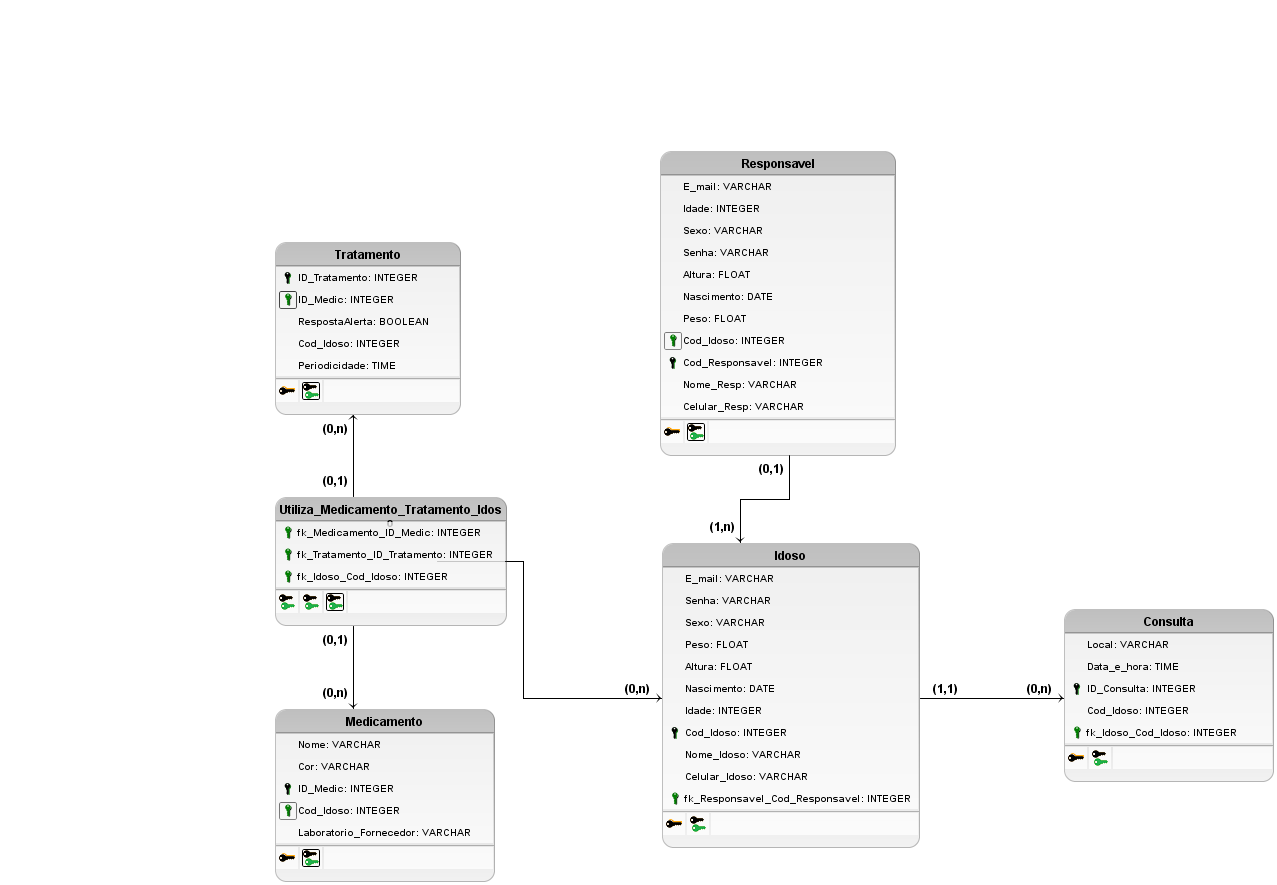 Responsavel
E_mail: VARCHAR
Idade: INTEGER
Sexo: VARCHAR
Senha: VARCHAR
Altura: FLOAT
Nascimento: DATE
Peso: FLOAT
Cod_Idoso: INTEGER
Cod_Responsavel: INTEGER
Nome_Resp: VARCHAR
Celular_Resp: VARCHAR
(0,1)
(1,n)
Tratamento
ID_Tratamento: INTEGER
ID_Medic: INTEGER
RespostaAlerta: BOOLEAN
Cod_Idoso: INTEGER
Periodicidade: TIME
(0,n)
(0,1)
Utiliza_Medicamento_Tratamento_Idos
fk_Medicamento_ID_Medic: INTEGER
fk_Tratamento_ID_Tratamento: INTEGER
fk_Idoso_Cod_Idoso: INTEGER
(0,1)
(0,n)
(0,n)
Medicamento
Nome: VARCHAR
Cor: VARCHAR
ID_Medic: INTEGER
Cod_Idoso: INTEGER
Laboratorio_Fornecedor: VARCHAR
Idoso
E_mail: VARCHAR
Senha: VARCHAR
Sexo: VARCHAR
Peso: FLOAT
Altura: FLOAT
Nascimento: DATE
Idade: INTEGER
Cod_Idoso: INTEGER
Nome_Idoso: VARCHAR
Celular_Idoso: VARCHAR
fk_Responsavel_Cod_Responsavel: INTEGER
(1,1)
(0,n)
Consulta
Local: VARCHAR
Data_e_hora: TIME
ID_Consulta: INTEGER
Cod_Idoso: INTEGER
fk_Idoso_Cod_Idoso: INTEGER